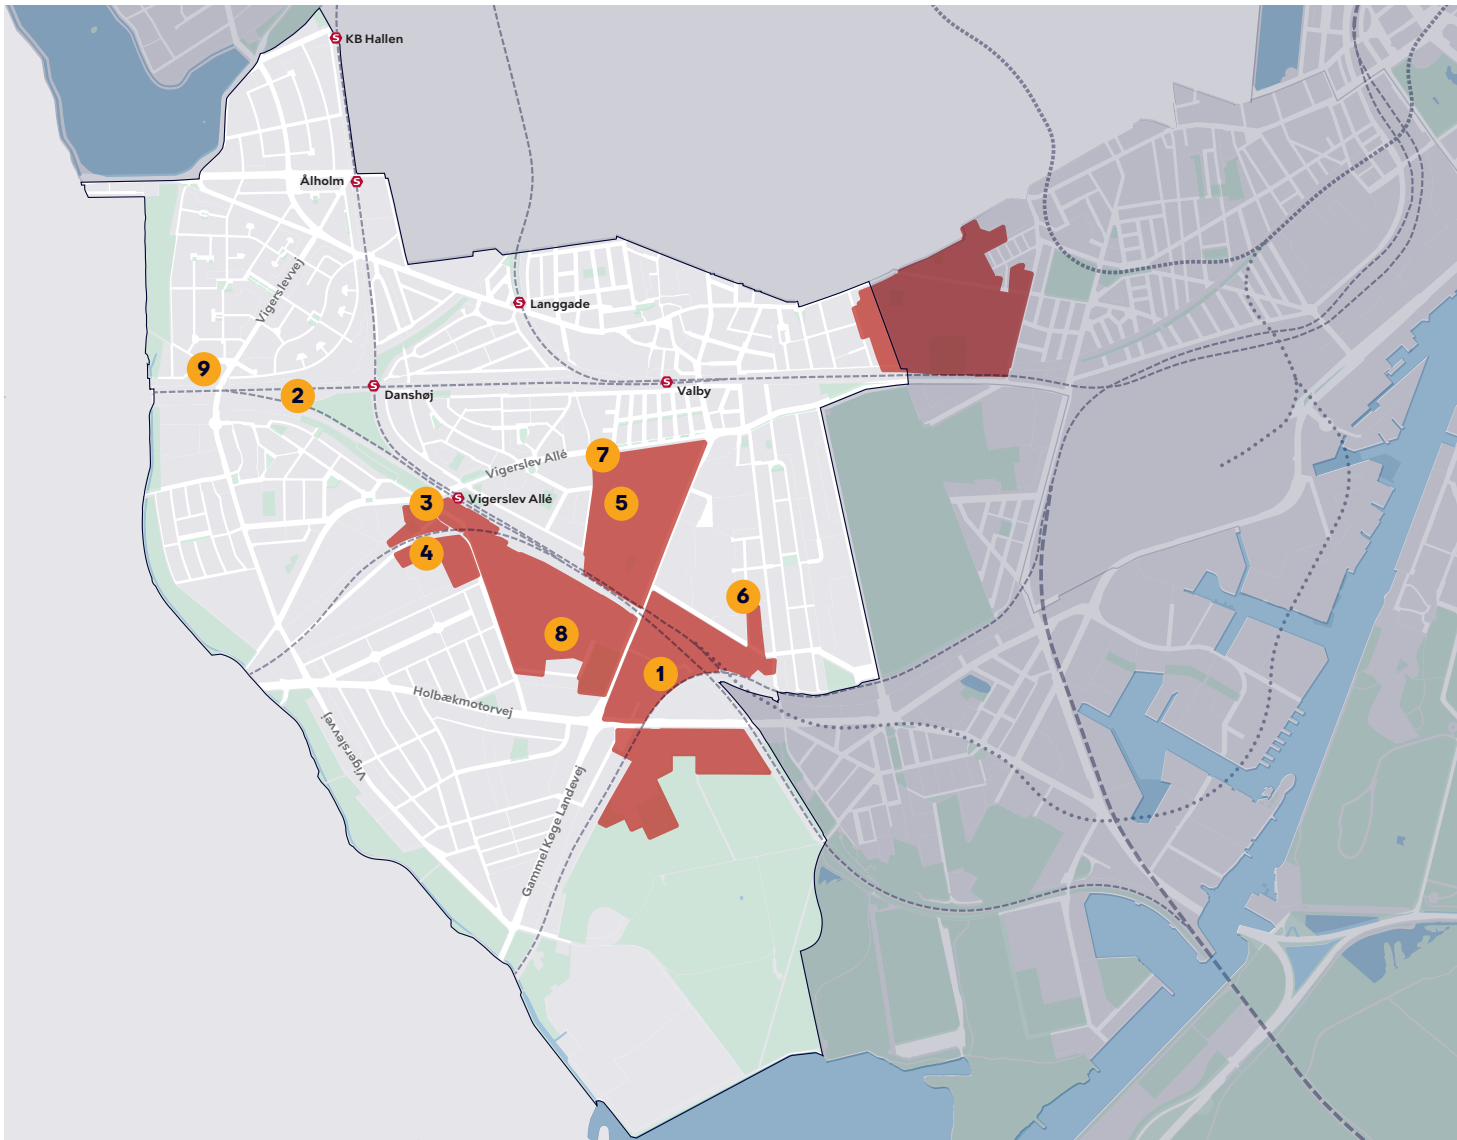 S KB Hallen
Ålholm S
Vigerslevvej
S Langgade
9
2
S
Danshøj
S
Valby
7
Vigerslev Allé
3
S Vigerslev Allé
5
4
6
8
1
Holbækmotorvej
Vigerslevvej
Gammel Køge Landevej